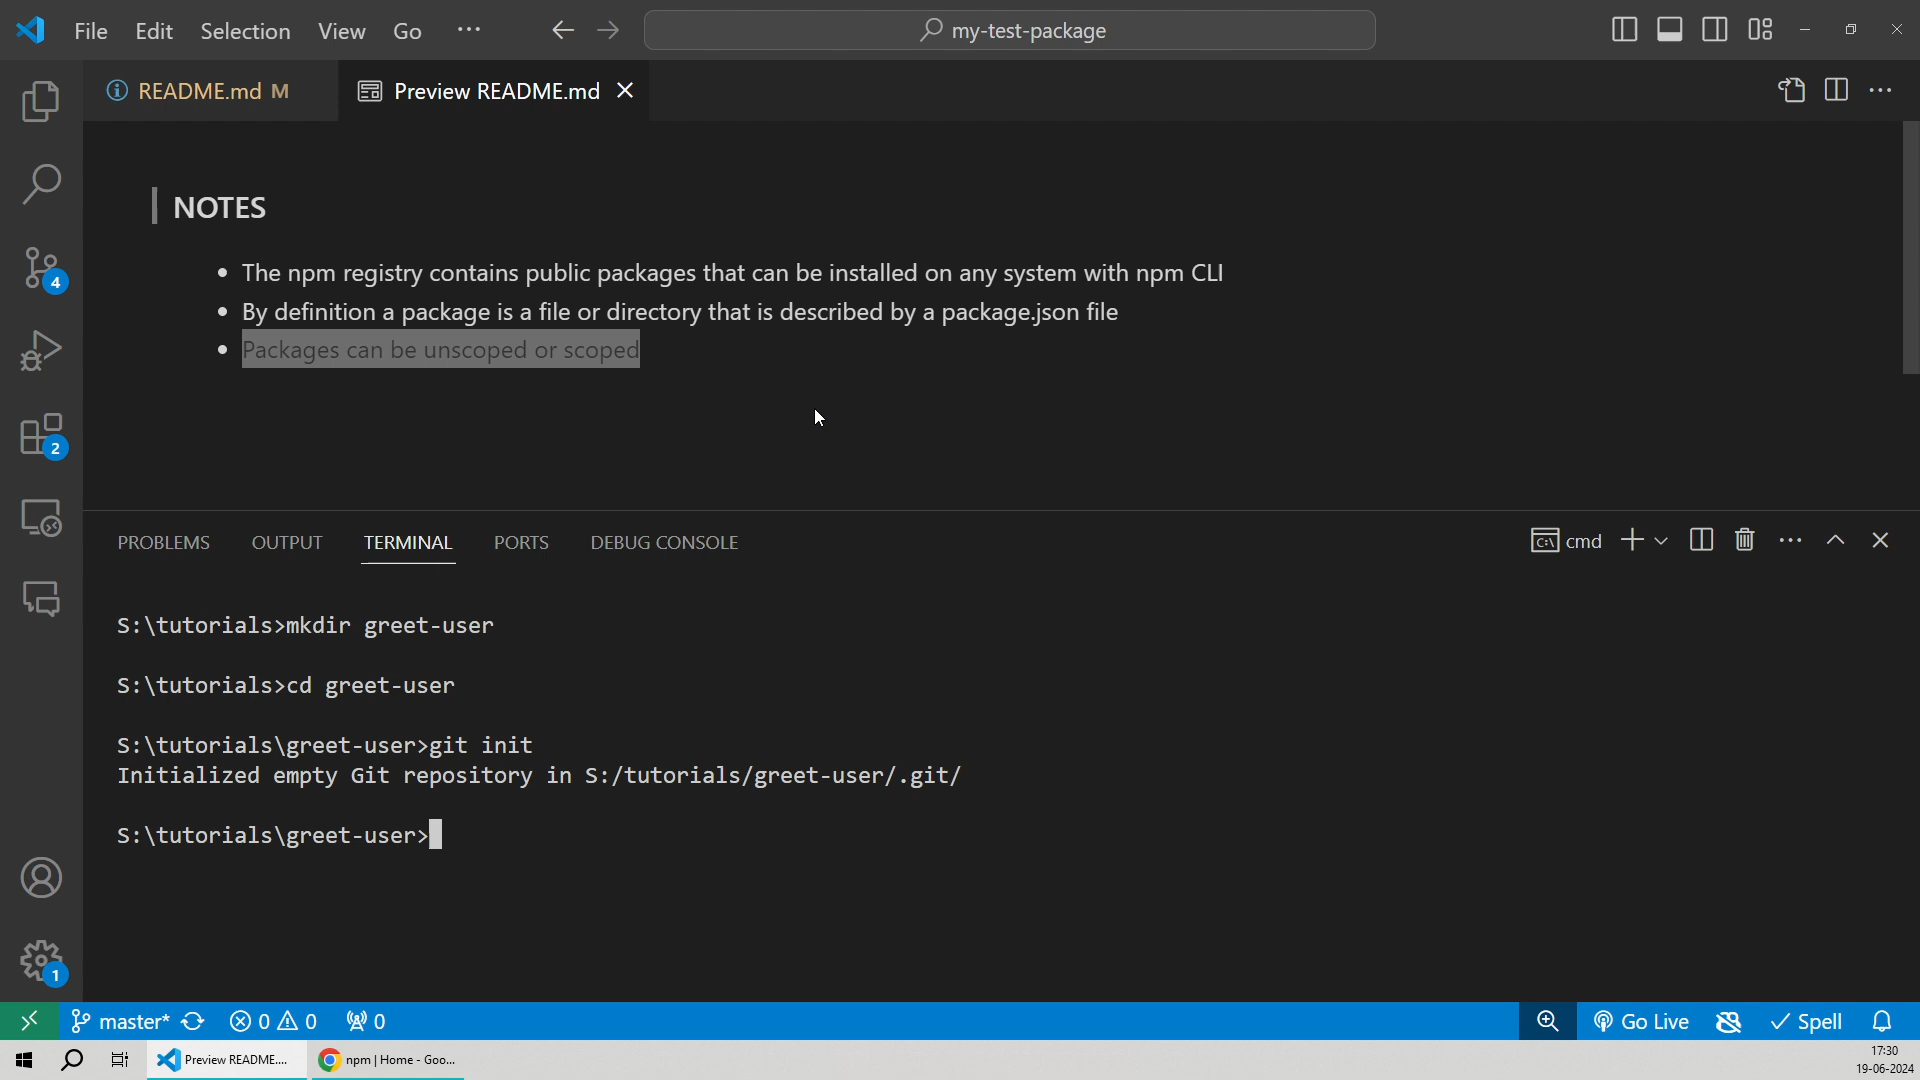 File Edit Selection View Go ··· my-test-package
README.md M Preview README.md
NOTES
• The npm registry contains public packages that can be installed on any system with npm CLI
• By definition a package is a file or directory that is described by a package.json file
• Packages can be unscoped or scoped
4
2
PROBLEMS OUTPUT TERMINAL PORTS DEBUG CONSOLE cmd
S:\tutorials>mkdir greet-user
S:\tutorials>cd greet-user
S:\tutorials\greet-user>git init
Initialized empty Git repository in S:/tutorials/greet-user/.git/
S:\tutorials\greet-user>
1
master* 0 0 0 Go Live Spell
Preview README.... npm | Home - Goo... 17:30
19-06-2024